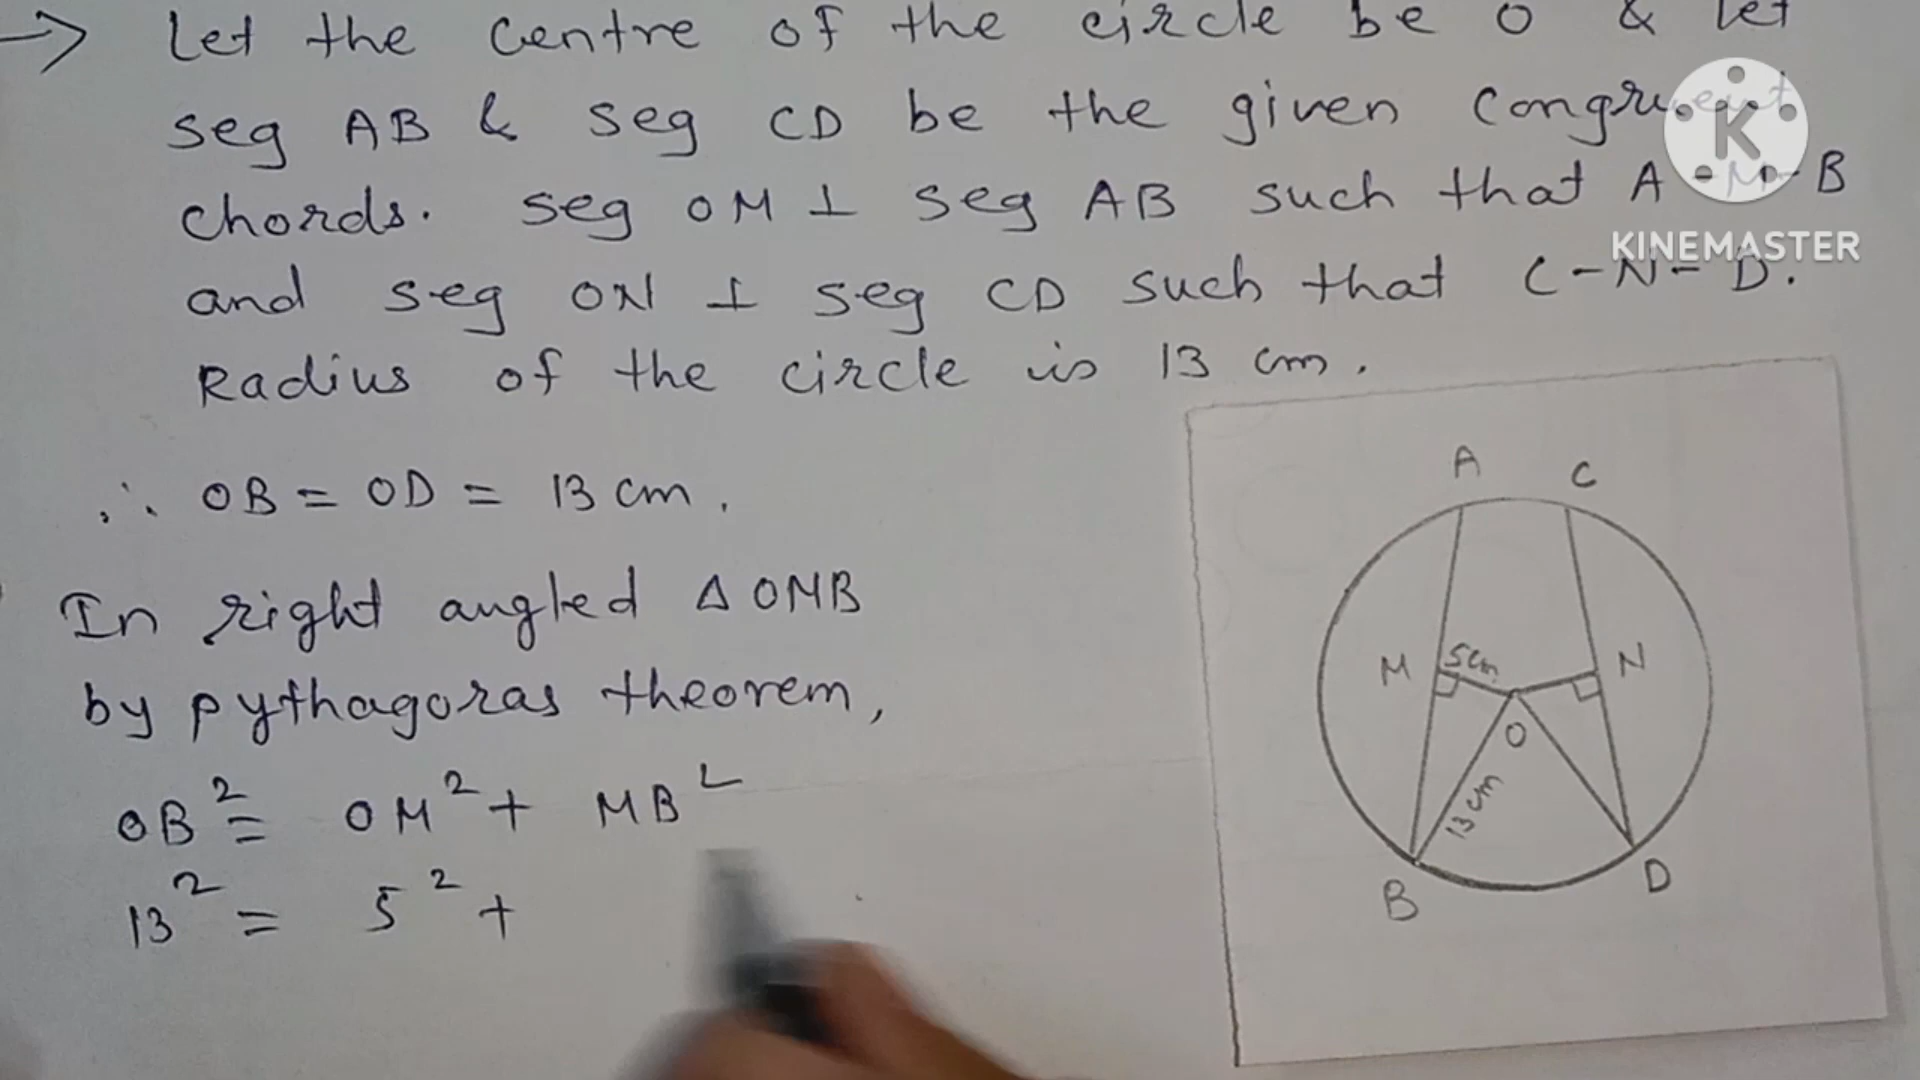 → Let the centre of the circle be O & let
seg AB & seg CD be the given congruent
chords. seg OM ⊥ seg AB such that A-M-B
and seg ON ⊥ seg CD such that C-N-D.
Radius of the circle is 13 cm.
∴ OB = OD = 13 cm.
In right angled △OMB
by pythagoras theorem,
OB² = OM² + MB²
13² = 5² +
K
KINEMASTER
A C
M 5cm N
O
13 cm
B D